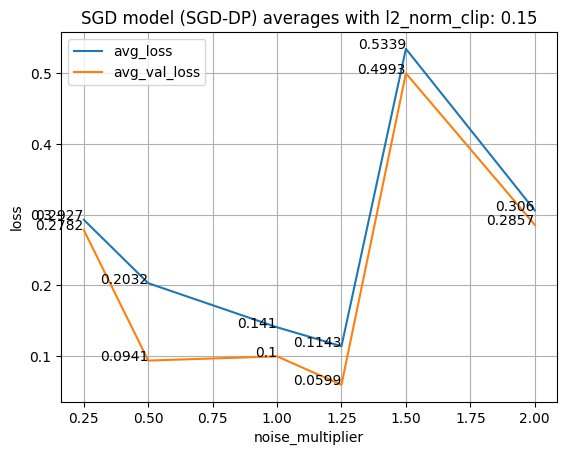 SGD model (SGD-DP) averages with l2_norm_clip: 0.15
avg_loss
avg_val_loss
0.5339
0.4993
0.2927
0.2782
0.2032
0.0941
0.141
0.1
0.1143
0.0599
0.306
0.2857
0.5
0.4
0.3
0.2
0.1
loss
0.25 0.50 0.75 1.00 1.25 1.50 1.75 2.00
noise_multiplier